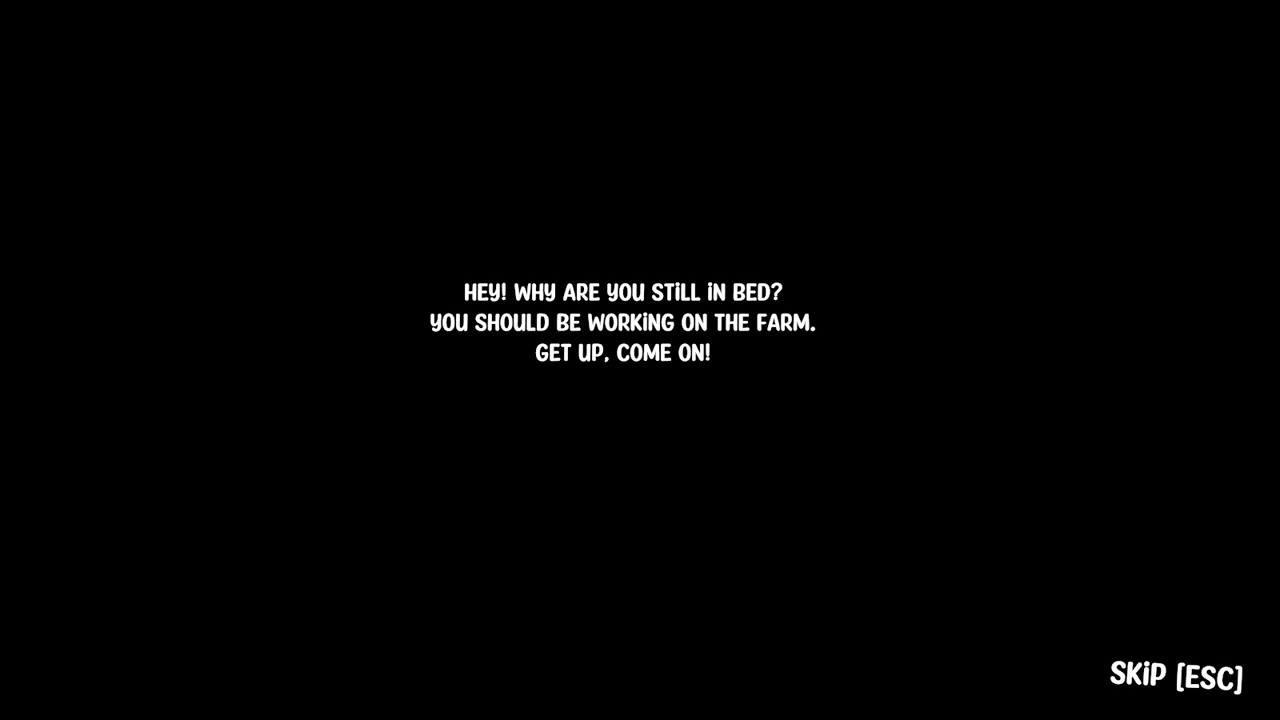 HEY! WHY ARE YOU STILL IN BED?
YOU SHOULD BE WORKING ON THE FARM.
GET UP, COME ON!
SKIP [ESC]